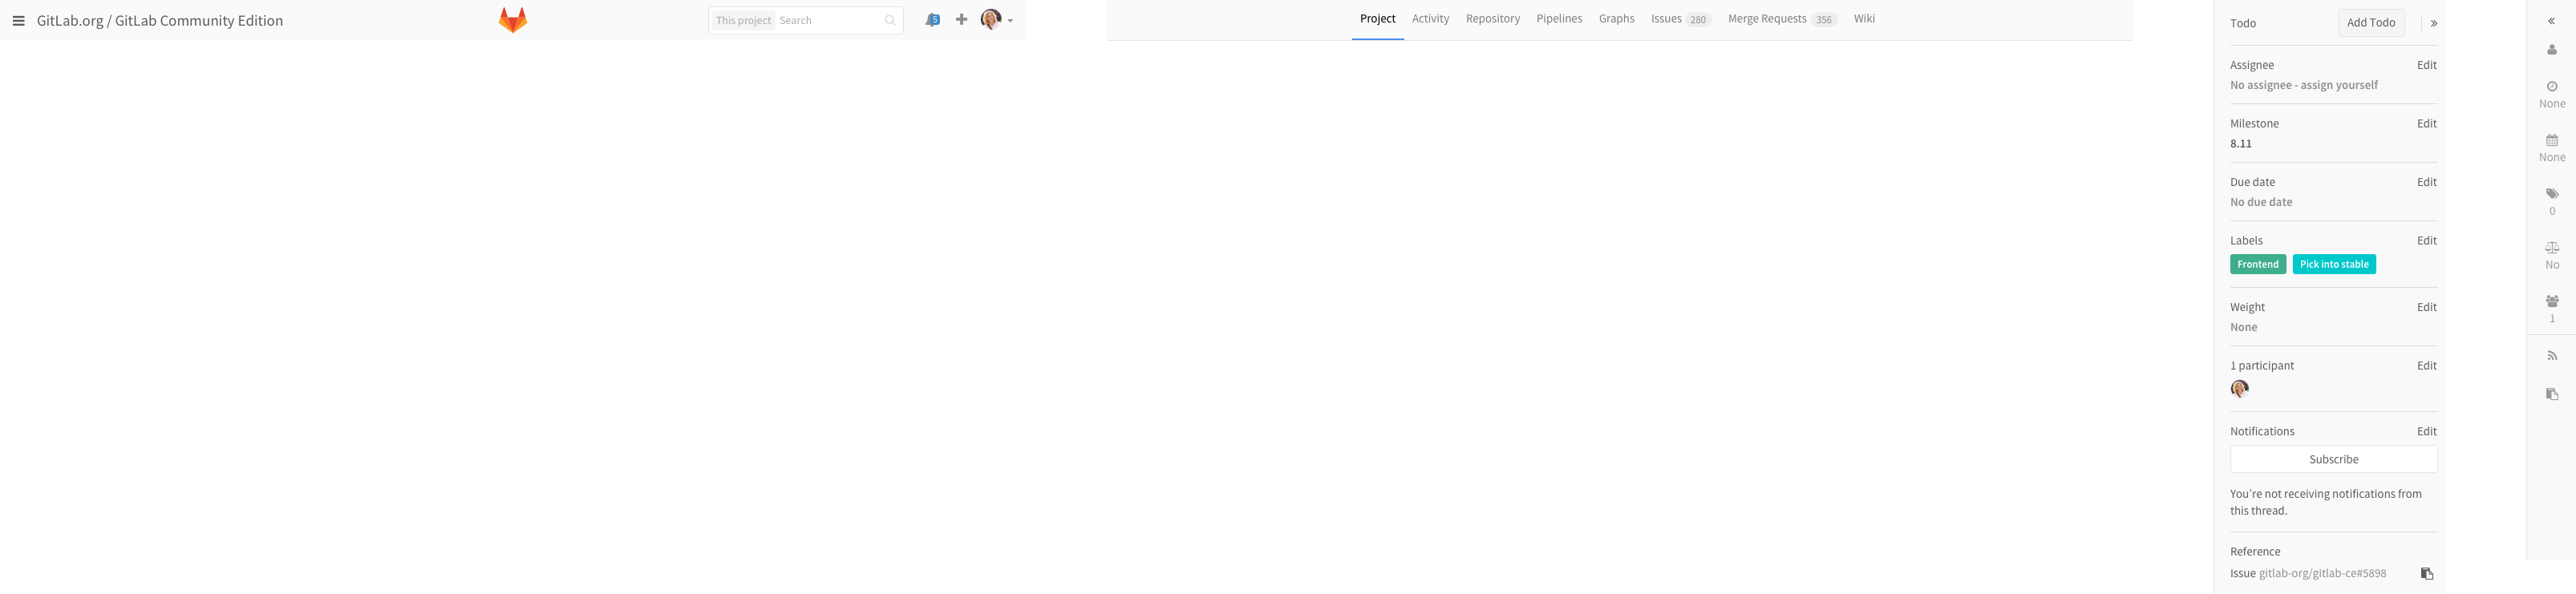 GitLab.org / GitLab Community Edition
This project Search
5
Project Activity Repository Pipelines Graphs Issues 280 Merge Requests 356 Wiki
Todo Add Todo »
Assignee Edit
No assignee - assign yourself
Milestone Edit
8.11
Due date Edit
No due date
Labels Edit
Frontend Pick into stable
Weight Edit
None
1 participant Edit
Notifications Edit
Subscribe
You're not receiving notifications from
this thread.
Reference
Issue gitlab-org/gitlab-ce#5898
«
None
None
0
No
1